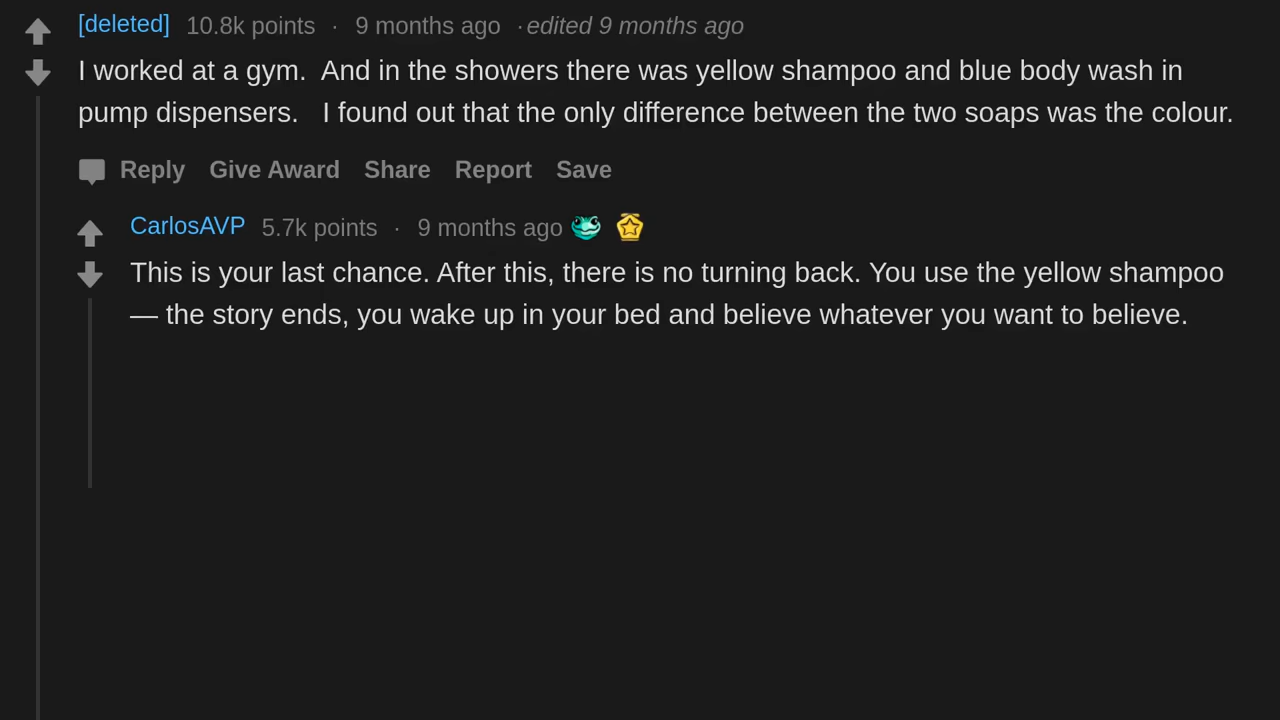 [deleted] 10.8k points · 9 months ago · edited 9 months ago
I worked at a gym. And in the showers there was yellow shampoo and blue body wash in
pump dispensers. I found out that the only difference between the two soaps was the colour.
Reply Give Award Share Report Save
CarlosAVP 5.7k points · 9 months ago
This is your last chance. After this, there is no turning back. You use the yellow shampoo
— the story ends, you wake up in your bed and believe whatever you want to believe.